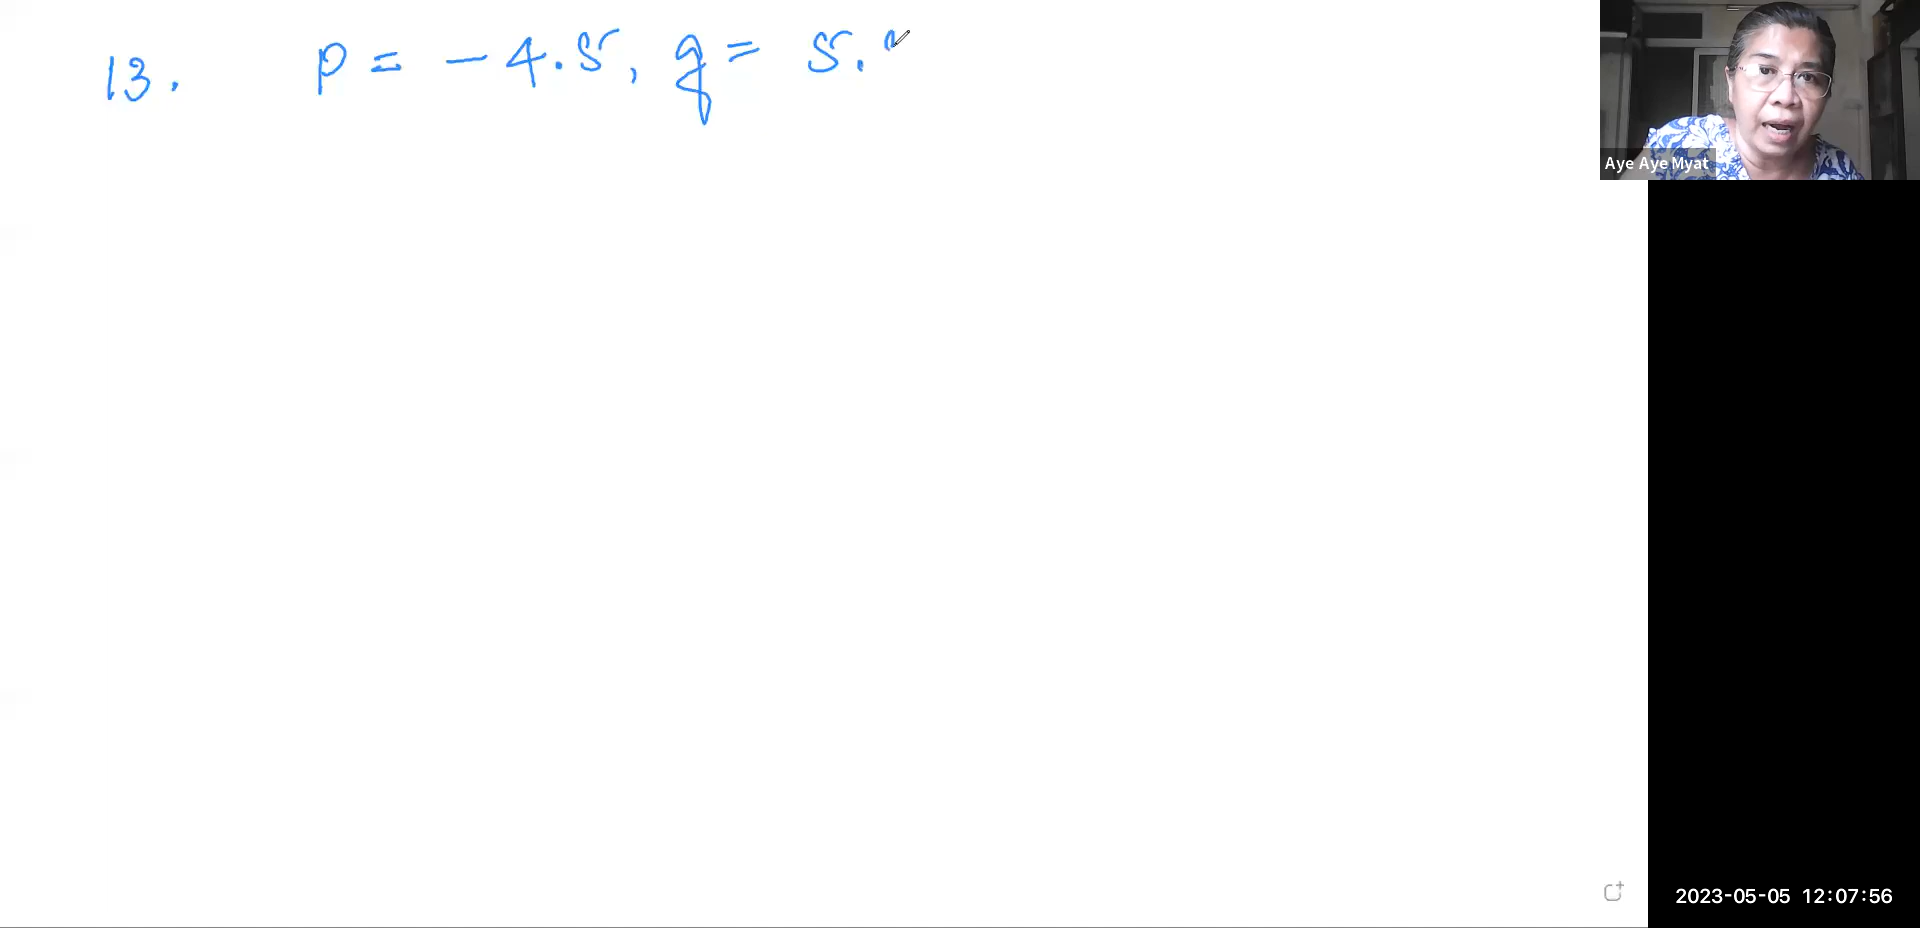 13. p = - 4.5, q = 5.
Aye Aye Myat
2023-05-05 12:07:56